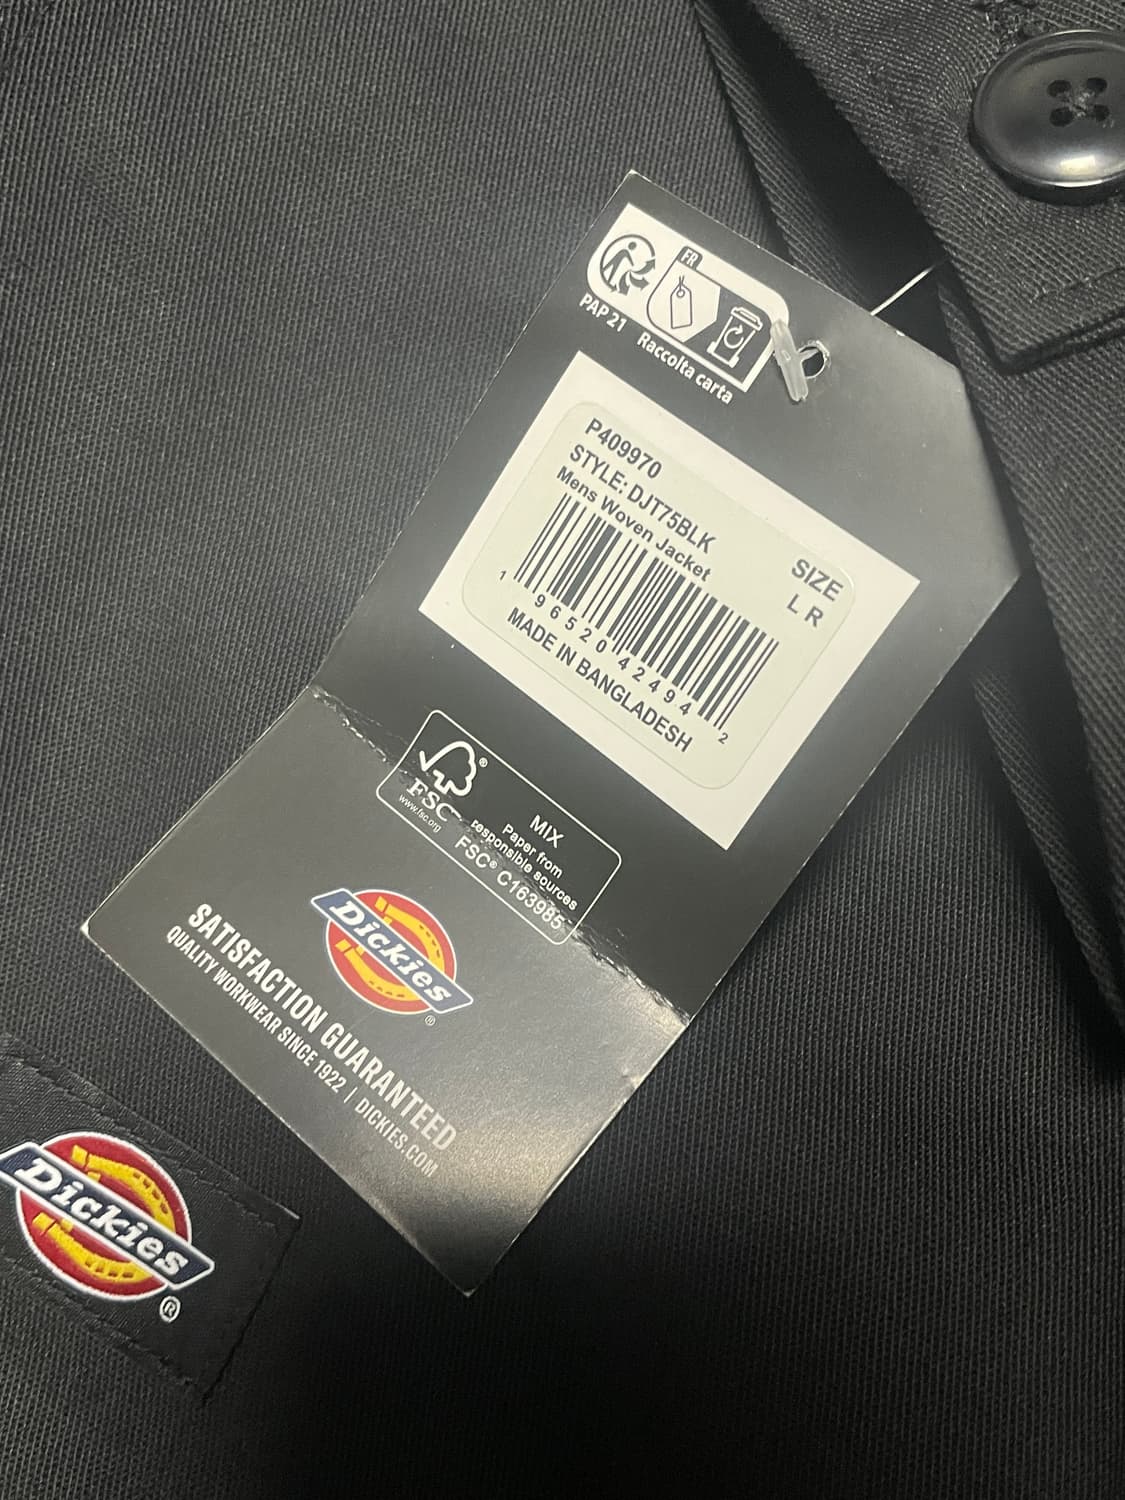 FR
PAP 21
Raccolta carta
P409970
STYLE: DJT75BLK
Mens Woven Jacket
SIZE
L R
1 96520 42494 2
MADE IN BANGLADESH
FSC®
www.fsc.org
MIX
Paper from
responsible sources
FSC® C163985
Dickies®
SATISFACTION GUARANTEED
QUALITY WORKWEAR SINCE 1922 | DICKIES.COM
Dickies®